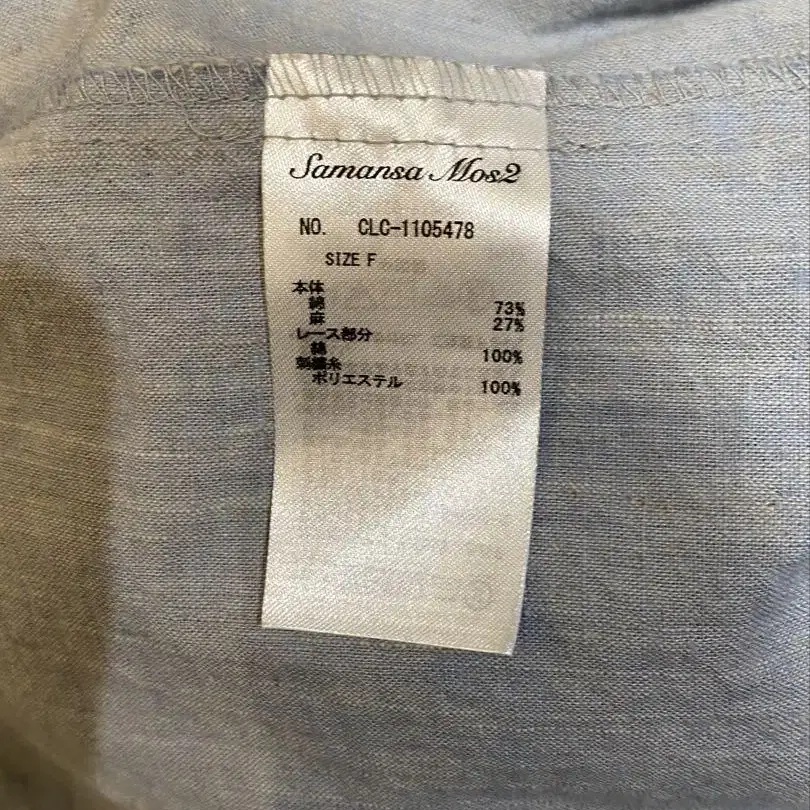 Samansa Mos2
NO. CLC-1105478
SIZE F
本体
綿 73%
麻 27%
レース部分
綿 100%
刺繍糸
ポリエステル 100%